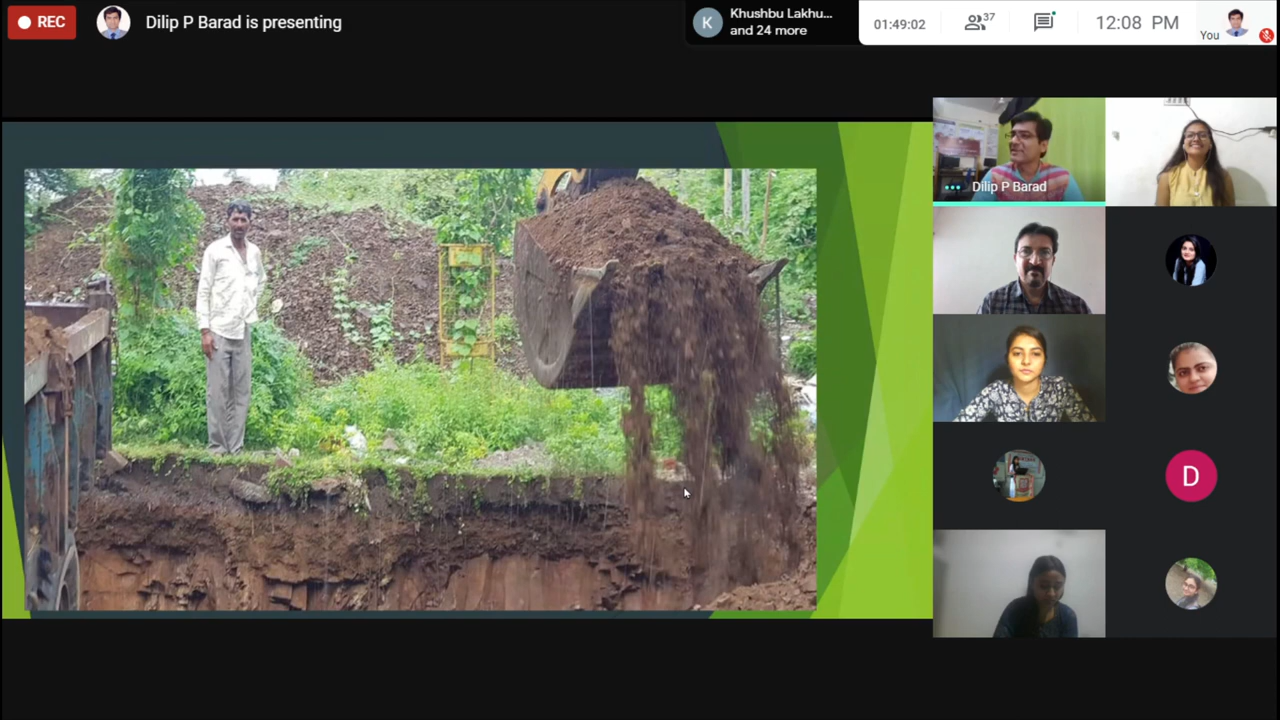 REC
Dilip P Barad is presenting
K
Khushbu Lakhu...
and 24 more
01:49:02
37
12:08 PM
You
Dilip P Barad
D